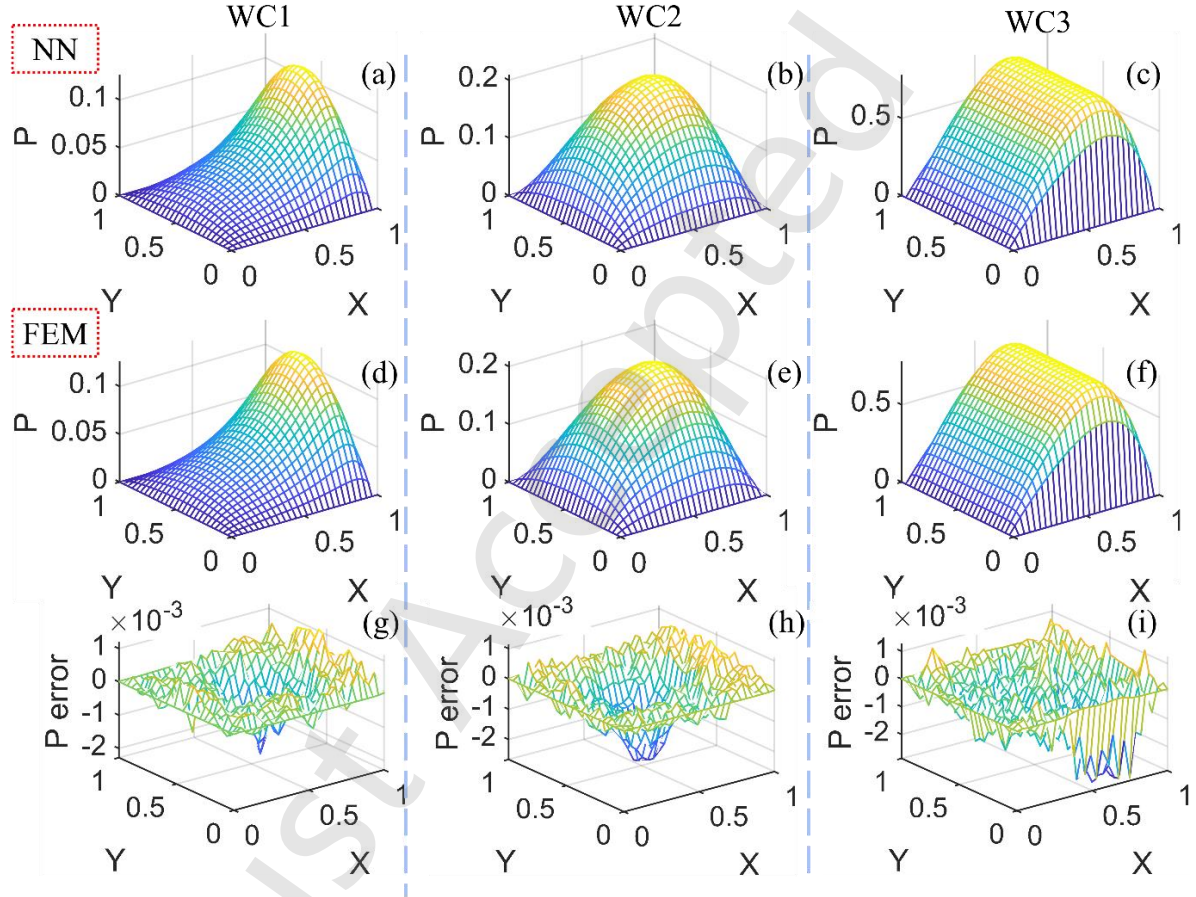 WC1 WC2 WC3
NN
(a) (b) (c)
P 0.1 0.05 0 1 0.5 0 Y 0 0.5 1 X
P 0.2 0.1 0 1 0.5 0 Y 0 0.5 1 X
P 0.5 0 1 0.5 0 Y 0 0.5 1 X
FEM
(d) (e) (f)
P 0.1 0.05 0 1 0.5 0 Y 0 0.5 1 X
P 0.2 0.1 0 1 0.5 0 Y 0 0.5 1 X
P 0.5 0 1 0.5 0 Y 0 0.5 1 X
(g) (h) (i)
×10-3 P error 1 0 -1 -2 1 0.5 0 Y 0 0.5 1 X
×10-3 P error 1 0 -1 -2 1 0.5 0 Y 0 0.5 1 X
×10-3 P error 1 0 -1 -2 1 0.5 0 Y 0 0.5 1 X
ust Accepted